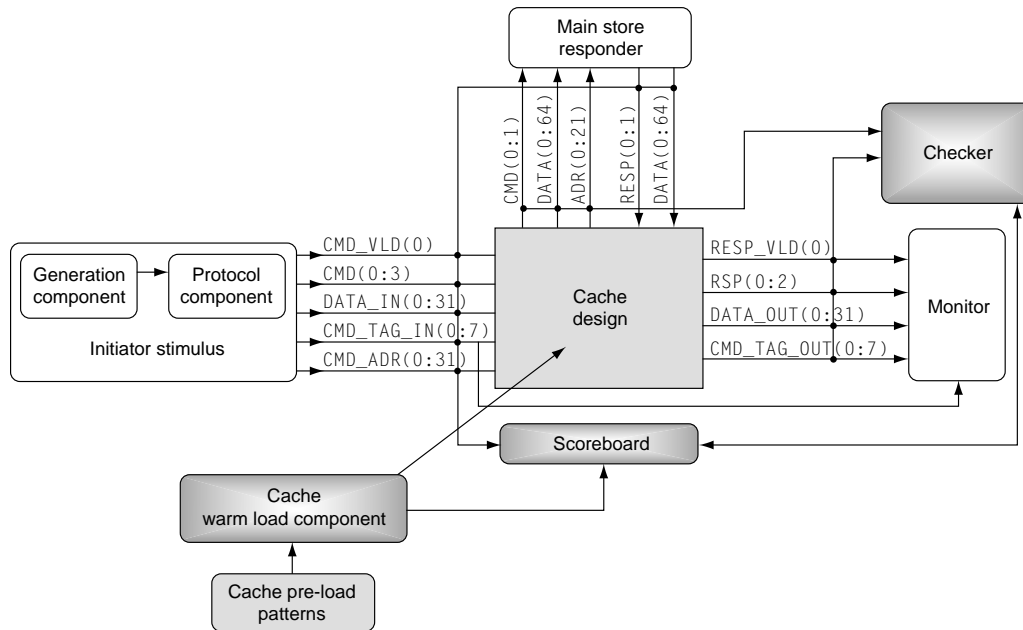 Main store
responder
CMD(0:1)
DATA(0:64)
ADR(0:21)
RESP(0:1)
DATA(0:64)
Checker
Generation
component
Protocol
component
Initiator stimulus
CMD_VLD(0)
CMD(0:3)
DATA_IN(0:31)
CMD_TAG_IN(0:7)
CMD_ADR(0:31)
Cache
design
RESP_VLD(0)
RSP(0:2)
DATA_OUT(0:31)
CMD_TAG_OUT(0:7)
Monitor
Scoreboard
Cache
warm load component
Cache pre-load
patterns